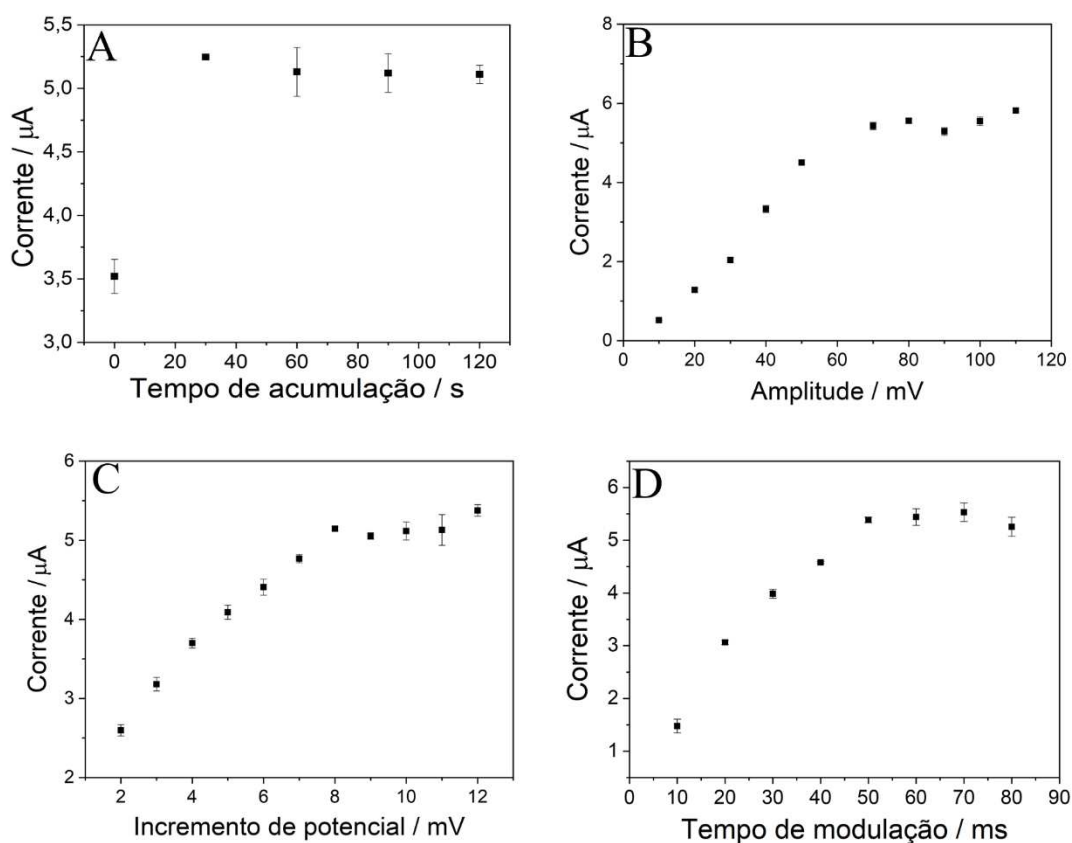 A
Corrente / µA
5,5
5,0
4,5
4,0
3,5
3,0
0 20 40 60 80 100 120
Tempo de acumulação / s
B
Corrente / µA
8
6
4
2
0
0 20 40 60 80 100 120
Amplitude / mV
C
Corrente / µA
6
5
4
3
2
2 4 6 8 10 12
Incremento de potencial / mV
D
Corrente / µA
6
5
4
3
2
1
0 10 20 30 40 50 60 70 80 90
Tempo de modulação / ms